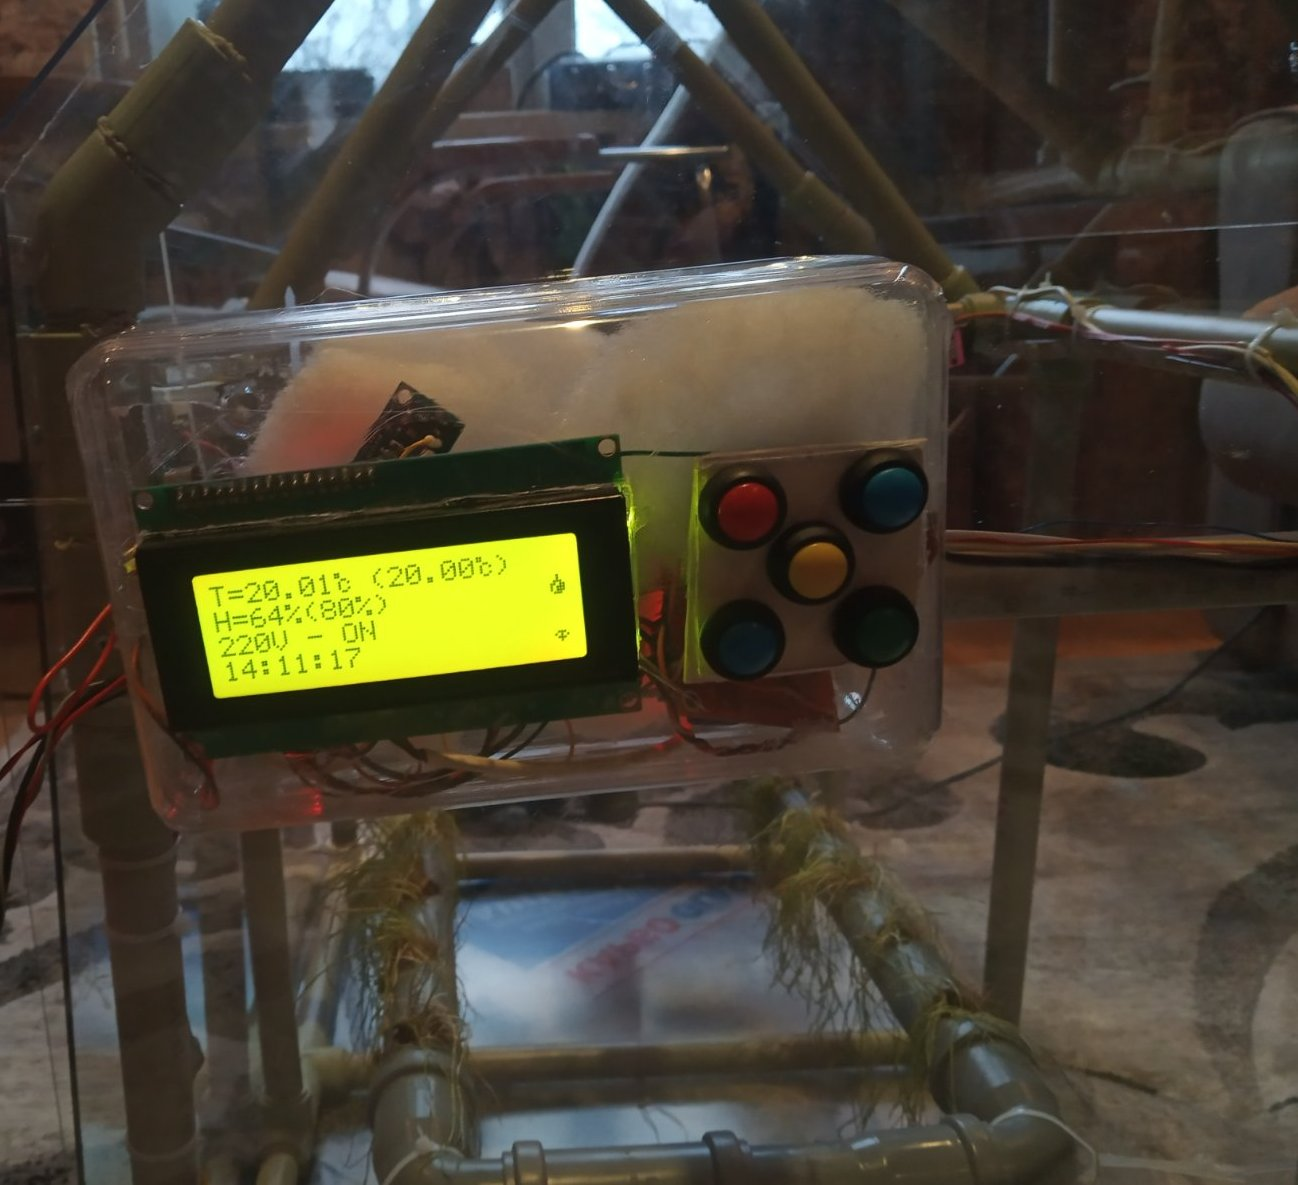 T=20.01℃ (20.00℃)
H=64%(80%)
220V - ON
14:11:17